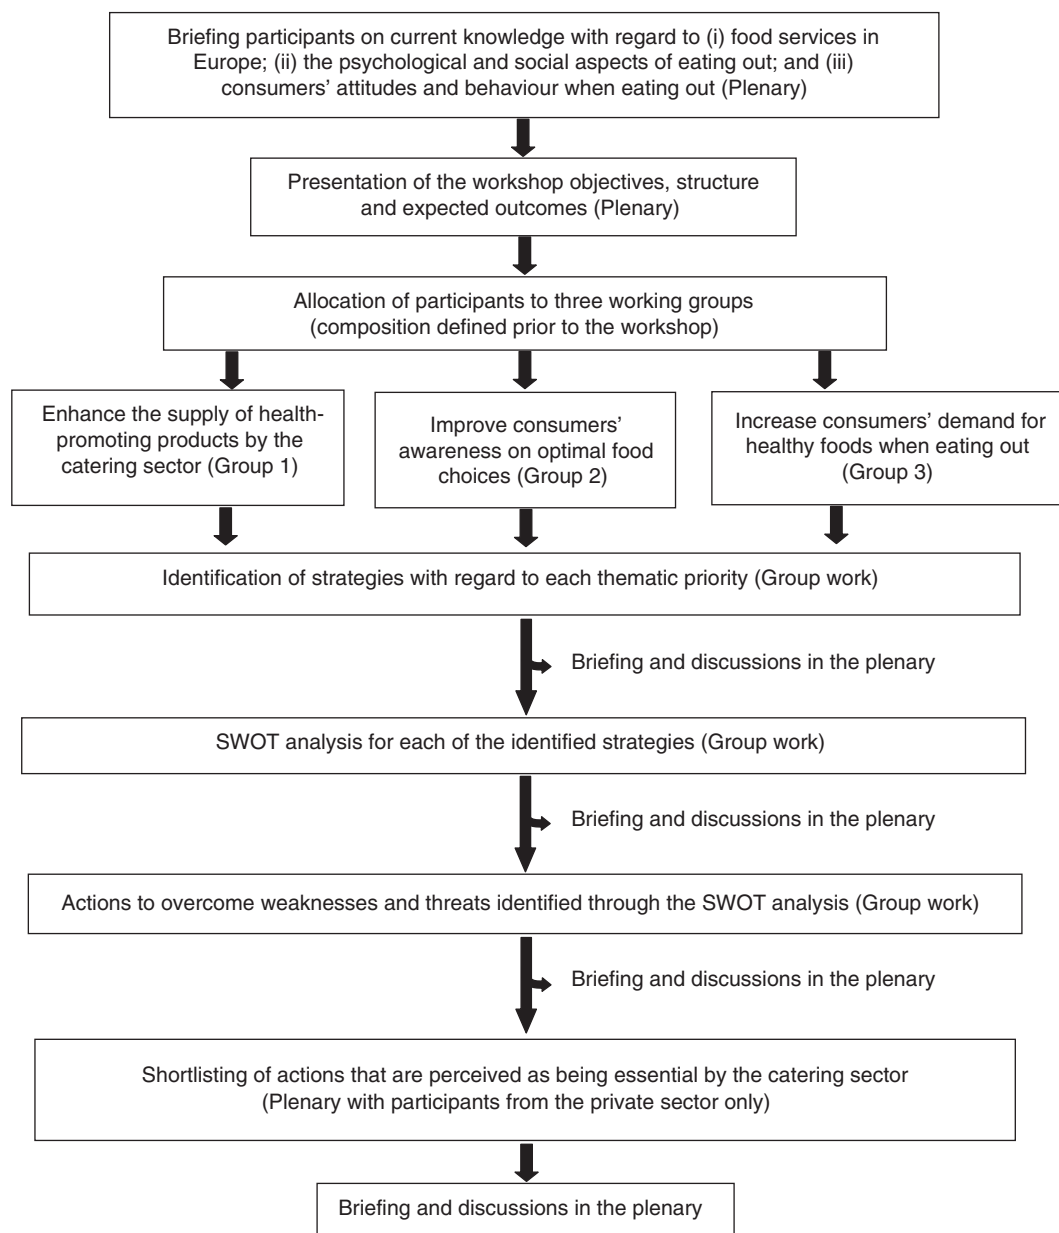 Briefing participants on current knowledge with regard to (i) food services in
Europe; (ii) the psychological and social aspects of eating out; and (iii)
consumers’ attitudes and behaviour when eating out (Plenary)
Presentation of the workshop objectives, structure
and expected outcomes (Plenary)
Allocation of participants to three working groups
(composition defined prior to the workshop)
Enhance the supply of health-
promoting products by the
catering sector (Group 1)
Improve consumers’
awareness on optimal food
choices (Group 2)
Increase consumers’ demand for
healthy foods when eating out
(Group 3)
Identification of strategies with regard to each thematic priority (Group work)
Briefing and discussions in the plenary
SWOT analysis for each of the identified strategies (Group work)
Briefing and discussions in the plenary
Actions to overcome weaknesses and threats identified through the SWOT analysis (Group work)
Briefing and discussions in the plenary
Shortlisting of actions that are perceived as being essential by the catering sector
(Plenary with participants from the private sector only)
Briefing and discussions in the plenary